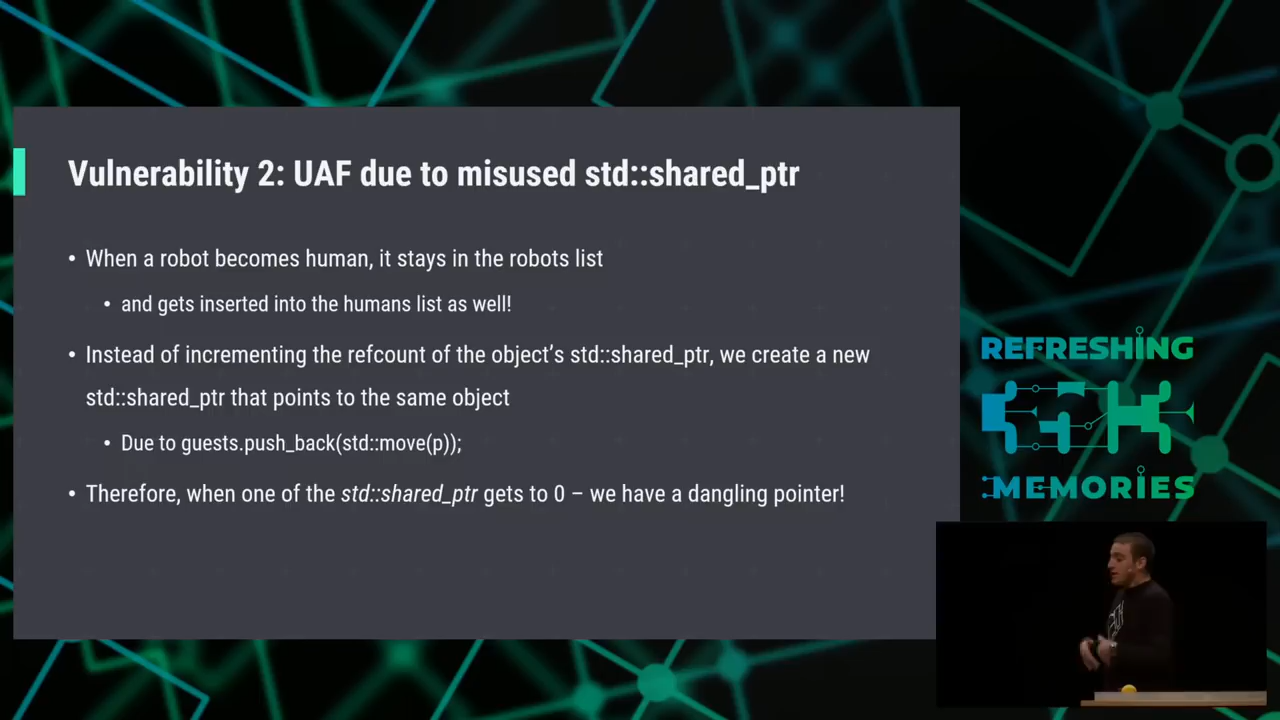 Vulnerability 2: UAF due to misused std::shared_ptr
• When a robot becomes human, it stays in the robots list
• and gets inserted into the humans list as well!
• Instead of incrementing the refcount of the object’s std::shared_ptr, we create a new
std::shared_ptr that points to the same object
• Due to guests.push_back(std::move(p));
• Therefore, when one of the std::shared_ptr gets to 0 – we have a dangling pointer!
REFRESHING
MEMORIES